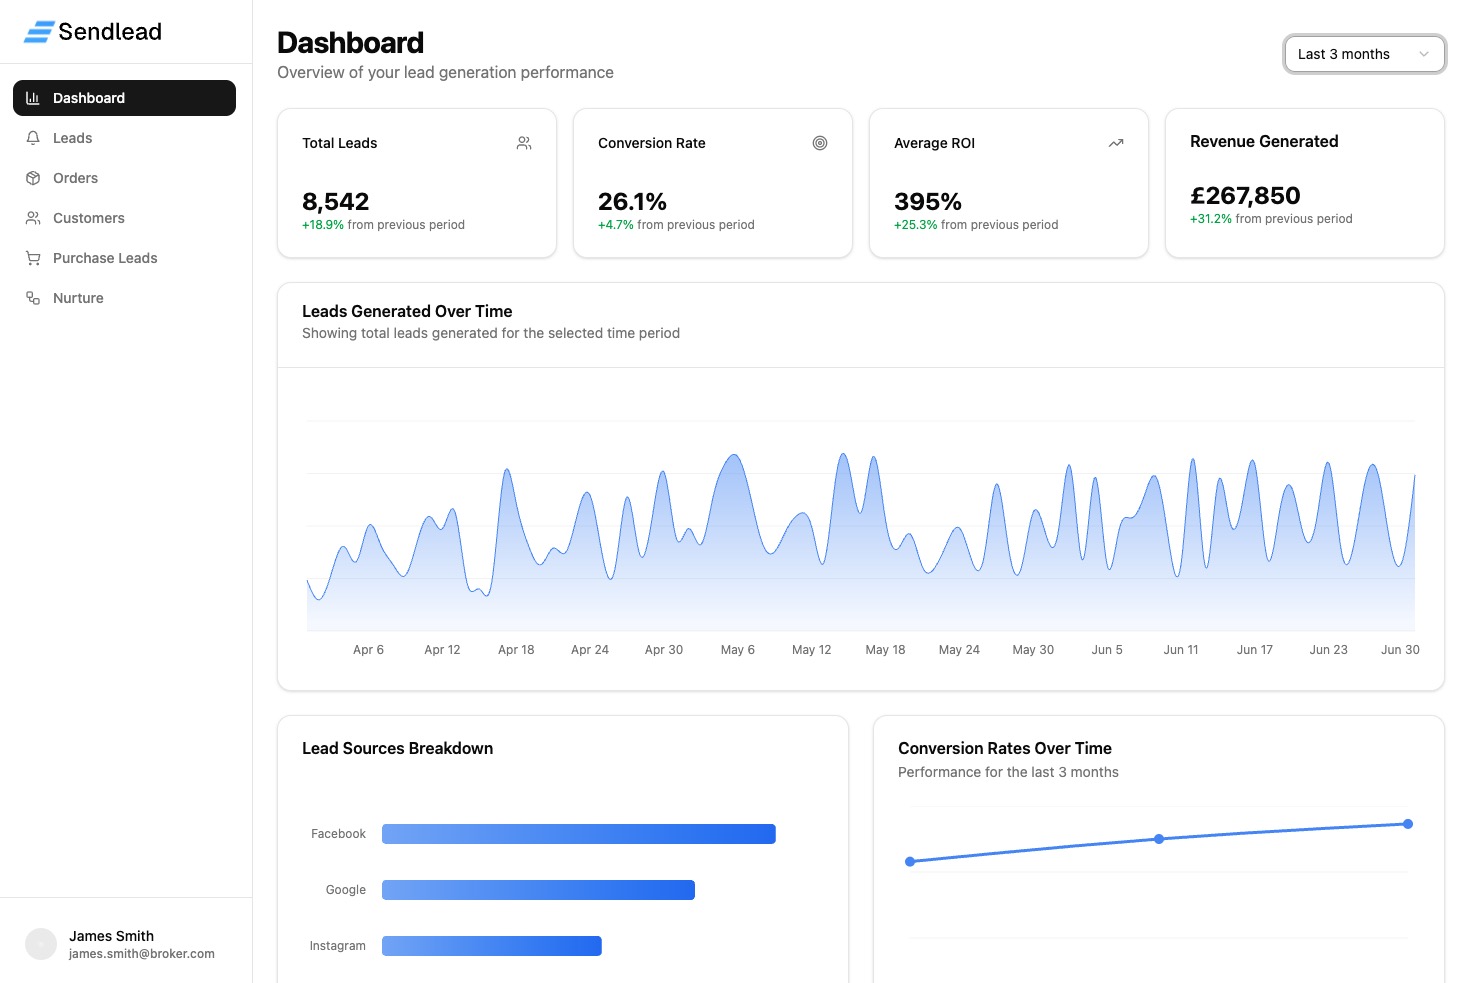 Sendlead
Dashboard
Leads
Orders
Customers
Purchase Leads
Nurture
James Smith
james.smith@broker.com
Dashboard
Overview of your lead generation performance
Last 3 months
Total Leads
8,542
+18.9% from previous period
Conversion Rate
26.1%
+4.7% from previous period
Average ROI
395%
+25.3% from previous period
Revenue Generated
£267,850
+31.2% from previous period
Leads Generated Over Time
Showing total leads generated for the selected time period
Apr 6 Apr 12 Apr 18 Apr 24 Apr 30 May 6 May 12 May 18 May 24 May 30 Jun 5 Jun 11 Jun 17 Jun 23 Jun 30
Lead Sources Breakdown
Facebook
Google
Instagram
Conversion Rates Over Time
Performance for the last 3 months